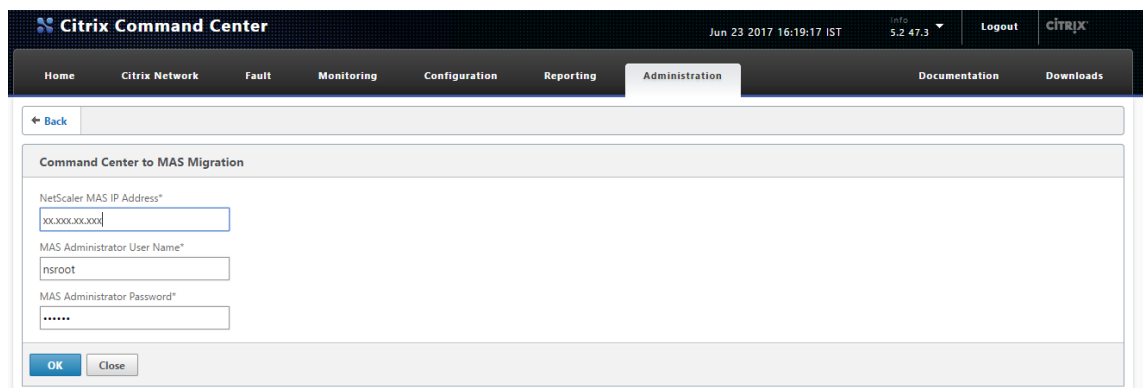 Citrix Command Center
Jun 23 2017 16:19:17 IST
Info
5.2 47.3
Logout
CİTRIX
Home Citrix Network Fault Monitoring Configuration Reporting Administration Documentation Downloads
Back
Command Center to MAS Migration
NetScaler MAS IP Address*
xx.xxx.xx.xxx
MAS Administrator User Name*
nsroot
MAS Administrator Password*
••••••
OK Close